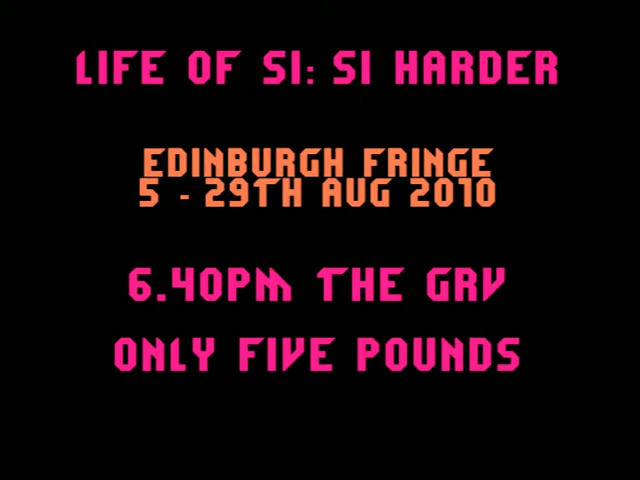 LIFE OF SI: SI HARDER
EDINBURGH FRINGE
5 - 29TH AUG 2010
6.40PM THE GRV
ONLY FIVE POUNDS